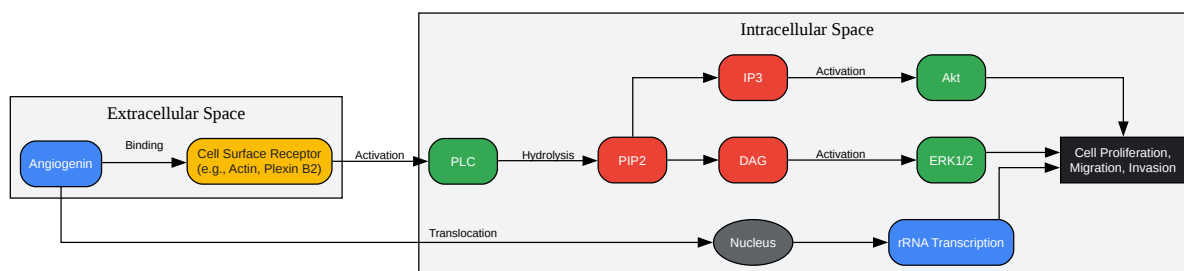 Intracellular Space
IP3
Activation
Akt
Extracellular Space
Angiogenin
Binding
Cell Surface Receptor
(e.g., Actin, Plexin B2)
Activation
PLC
Hydrolysis
PIP2
DAG
Activation
ERK1/2
Cell Proliferation,
Migration, Invasion
Translocation
Nucleus
rRNA Transcription